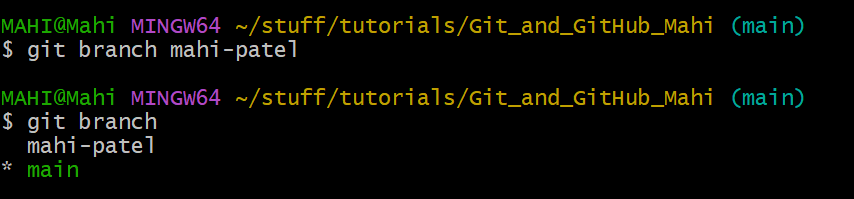 MAHI@Mahi MINGW64 ~/stuff/tutorials/Git_and_GitHub_Mahi (main)
$ git branch mahi-patel
MAHI@Mahi MINGW64 ~/stuff/tutorials/Git_and_GitHub_Mahi (main)
$ git branch
  mahi-patel
* main